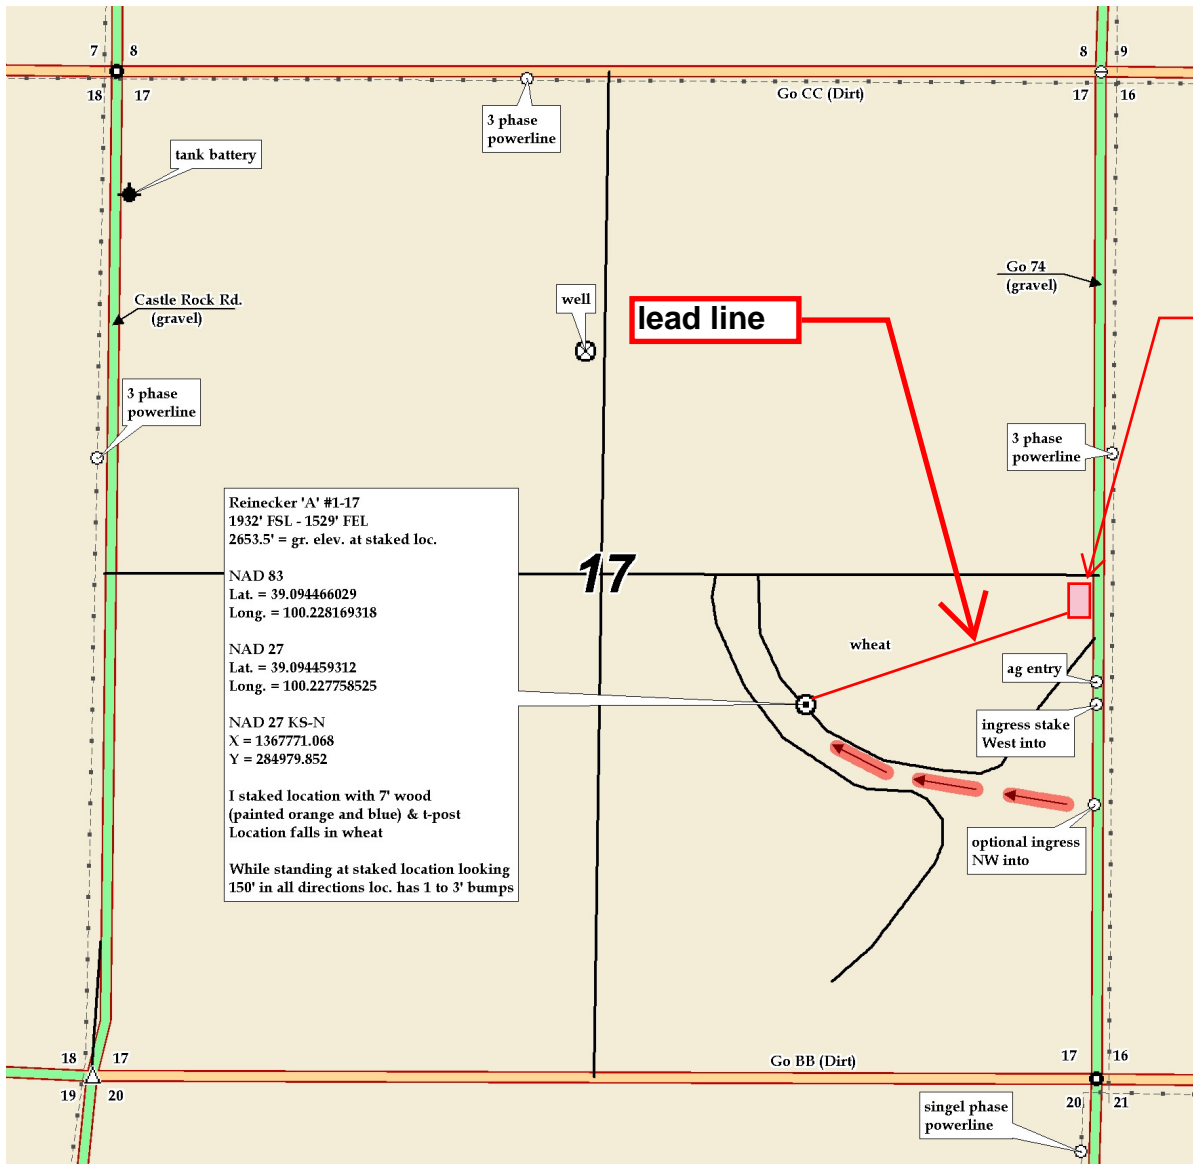 7 8
18 17
8 9
17 16
Go CC (Dirt)
3 phase
powerline
tank battery
Go 74
(gravel)
Castle Rock Rd.
(gravel)
well
lead line
3 phase
powerline
3 phase
powerline
Reinecker 'A' #1-17
1932' FSL - 1529' FEL
2653.5' = gr. elev. at staked loc.
NAD 83
Lat. = 39.094466029
Long. = 100.228169318
NAD 27
Lat. = 39.094459312
Long. = 100.227758525
NAD 27 KS-N
X = 1367771.068
Y = 284979.852
I staked location with 7' wood
(painted orange and blue) & t-post
Location falls in wheat
While standing at staked location looking
150' in all directions loc. has 1 to 3' bumps
17
wheat
ag entry
ingress stake
West into
optional ingress
NW into
18 17
19 20
Go BB (Dirt)
17 16
20 21
singel phase
powerline